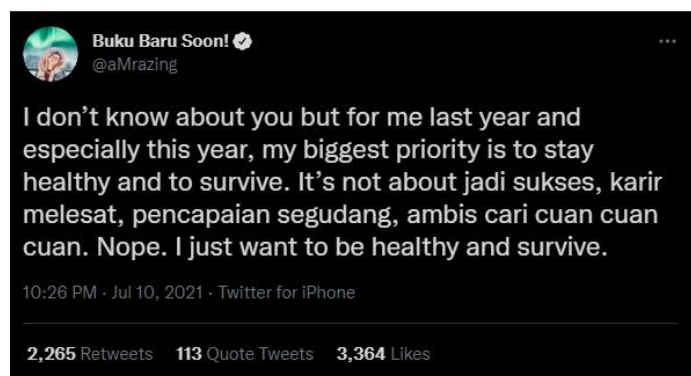 Buku Baru Soon!
@aMrazing
I don’t know about you but for me last year and
especially this year, my biggest priority is to stay
healthy and to survive. It’s not about jadi sukses, karir
melesat, pencapaian segudang, ambis cari cuan cuan
cuan. Nope. I just want to be healthy and survive.
10:26 PM · Jul 10, 2021 · Twitter for iPhone
2,265 Retweets 113 Quote Tweets 3,364 Likes